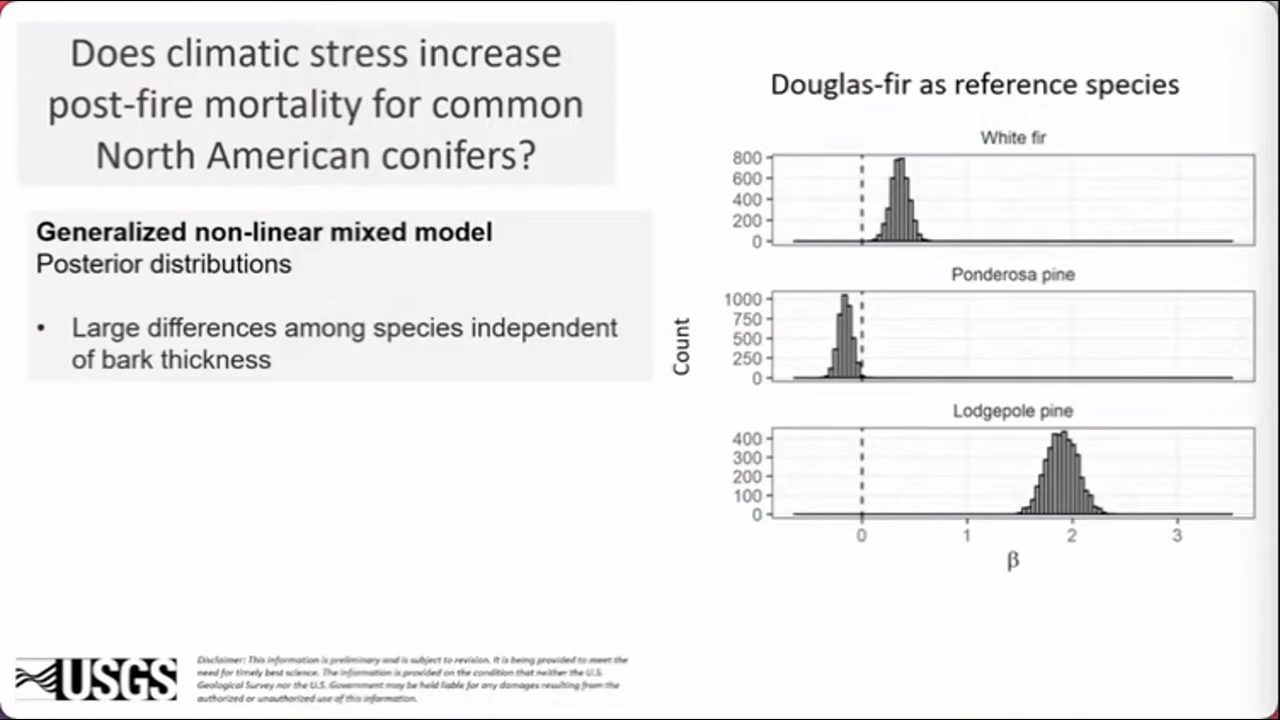 Does climatic stress increase
post-fire mortality for common
North American conifers?
Generalized non-linear mixed model
Posterior distributions
• Large differences among species independent
of bark thickness
Douglas-fir as reference species
White fir
800
600
400
200
0
Ponderosa pine
1000
750
500
250
0
Lodgepole pine
400
300
200
100
0
0 1 2 3
β
Count
USGS
Disclaimer: This information is preliminary and is subject to revision. It is being provided to meet the
need for timely best science. The information is provided on the condition that neither the U.S.
Geological Survey nor the U.S. Government may be held liable for any damages resulting from the
authorized or unauthorized use of this information.